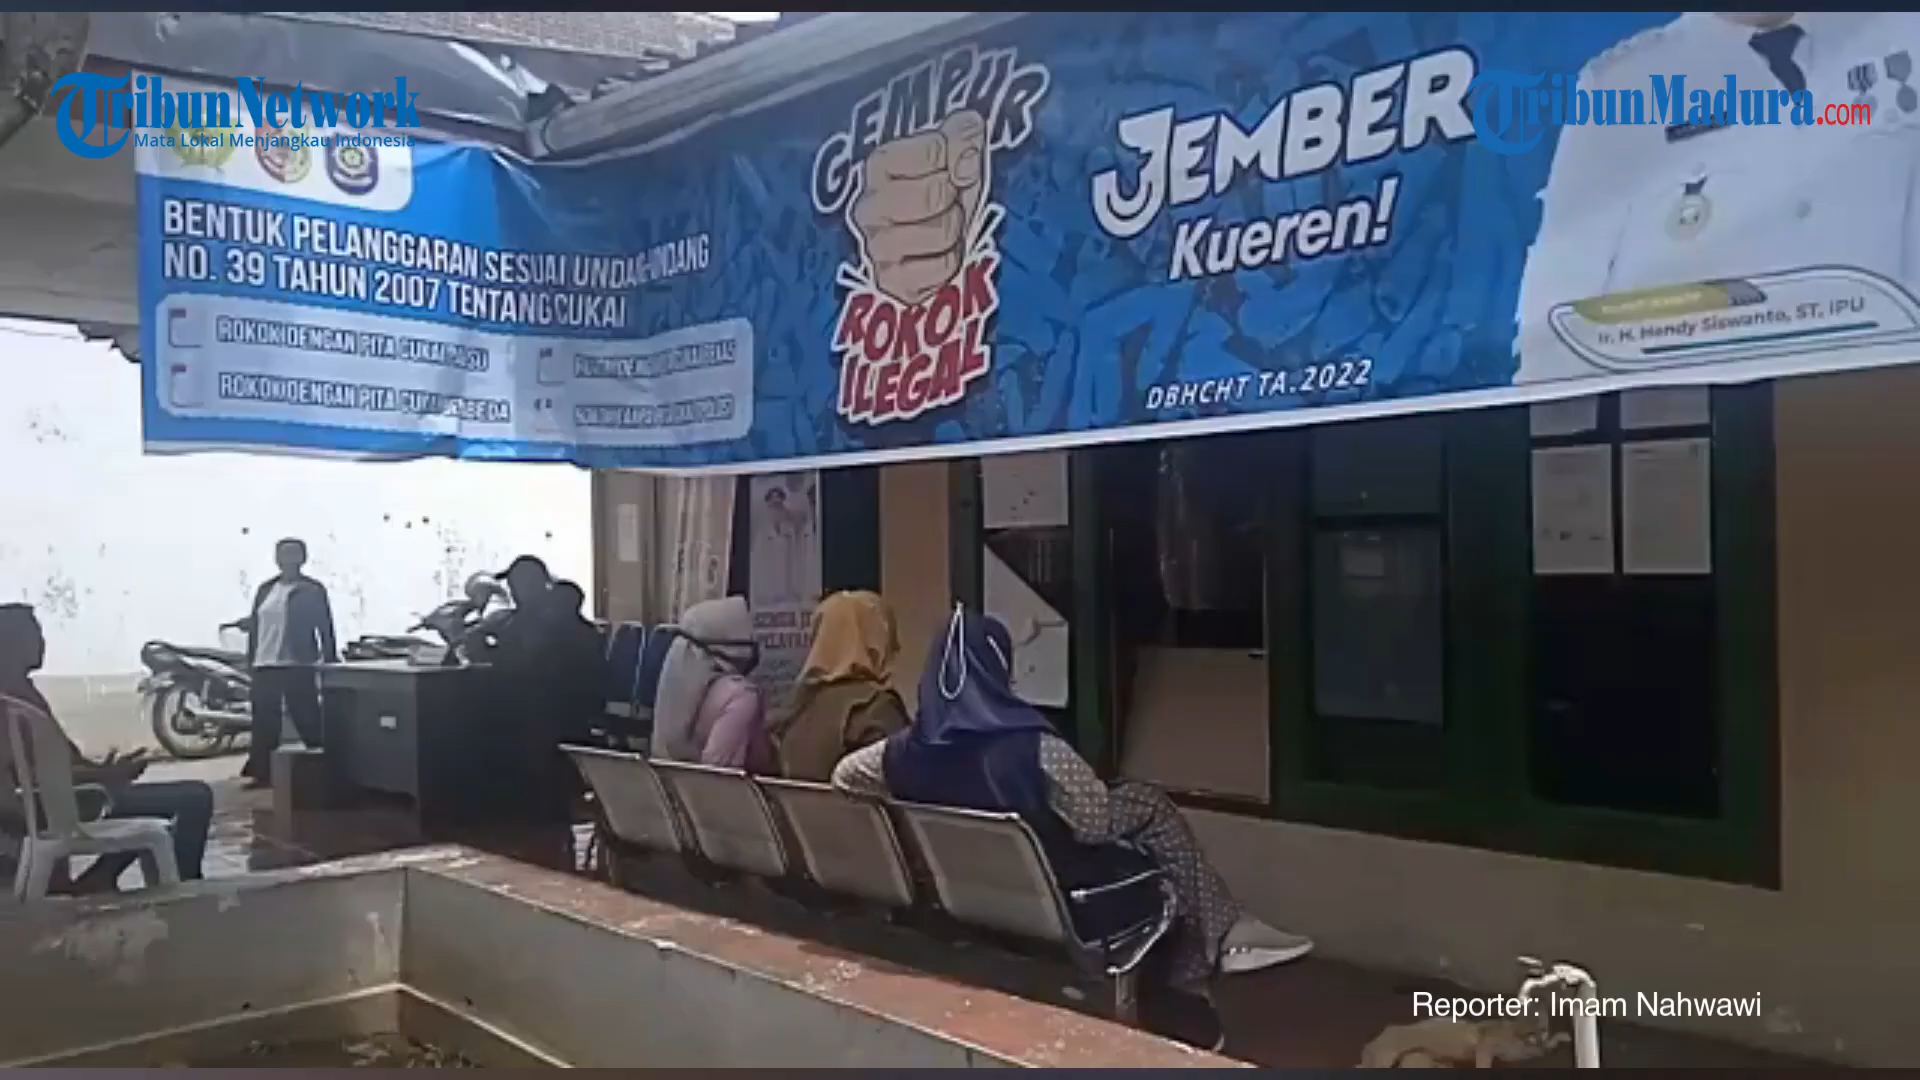 TribunNetwork
Mata Lokal Menjangkau Indonesia
TribunMadura.com
BENTUK PELANGGARAN SESUAI UNDANG-UNDANG
NO. 39 TAHUN 2007 TENTANG CUKAI
ROKOK DENGAN PITA CUKAI PALSU
ROKOK DENGAN PITA CUKAI BERBEDA
GEMPUR
ROKOK
ILEGAL
JEMBER
Kueren!
DBHCHT TA.2022
Ir. H. Hendy Siswanto, ST, IPU
Reporter: Imam Nahwawi